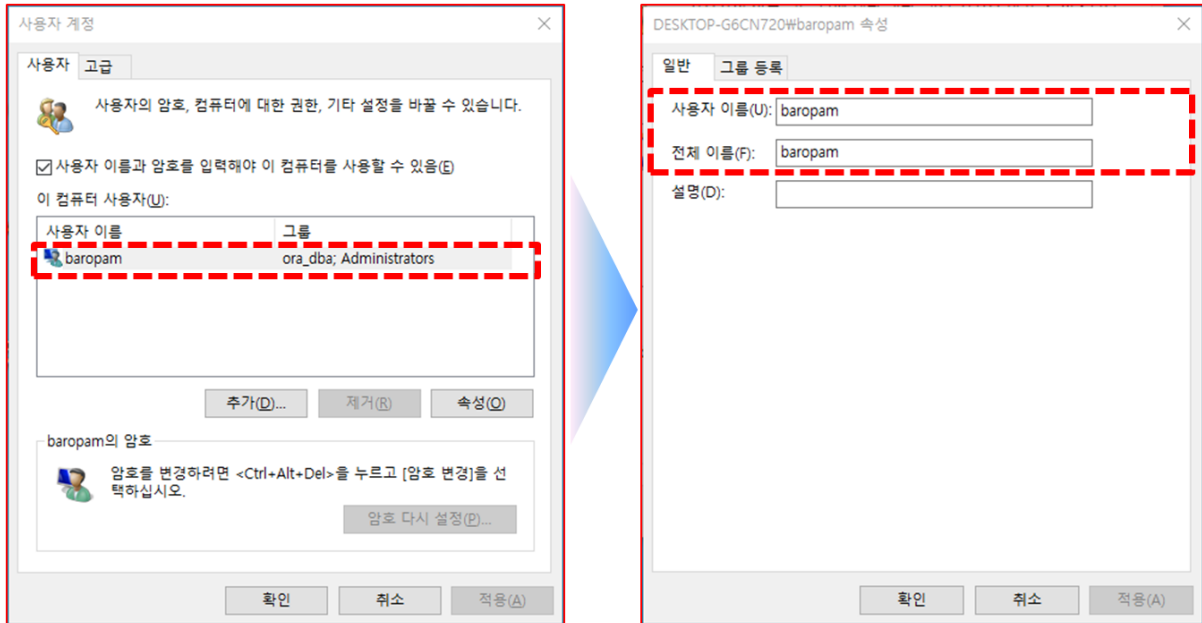 사용자 계정
사용자
고급
사용자의 암호, 컴퓨터에 대한 권한, 기타 설정을 바꿀 수 있습니다.
사용자 이름과 암호를 입력해야 이 컴퓨터를 사용할 수 있음(E)
이 컴퓨터 사용자(U):
사용자 이름 그룹
baropam ora_dba; Administrators
추가(D)... 제거(R) 속성(O)
baropam의 암호
암호를 변경하려면 <Ctrl+Alt+Del>을 누르고 [암호 변경]을 선
택하십시오.
암호 다시 설정(P)...
확인 취소 적용(A)
DESKTOP-G6CN720₩baropam 속성
일반 그룹 등록
사용자 이름(U): baropam
전체 이름(F): baropam
설명(D):
확인 취소 적용(A)